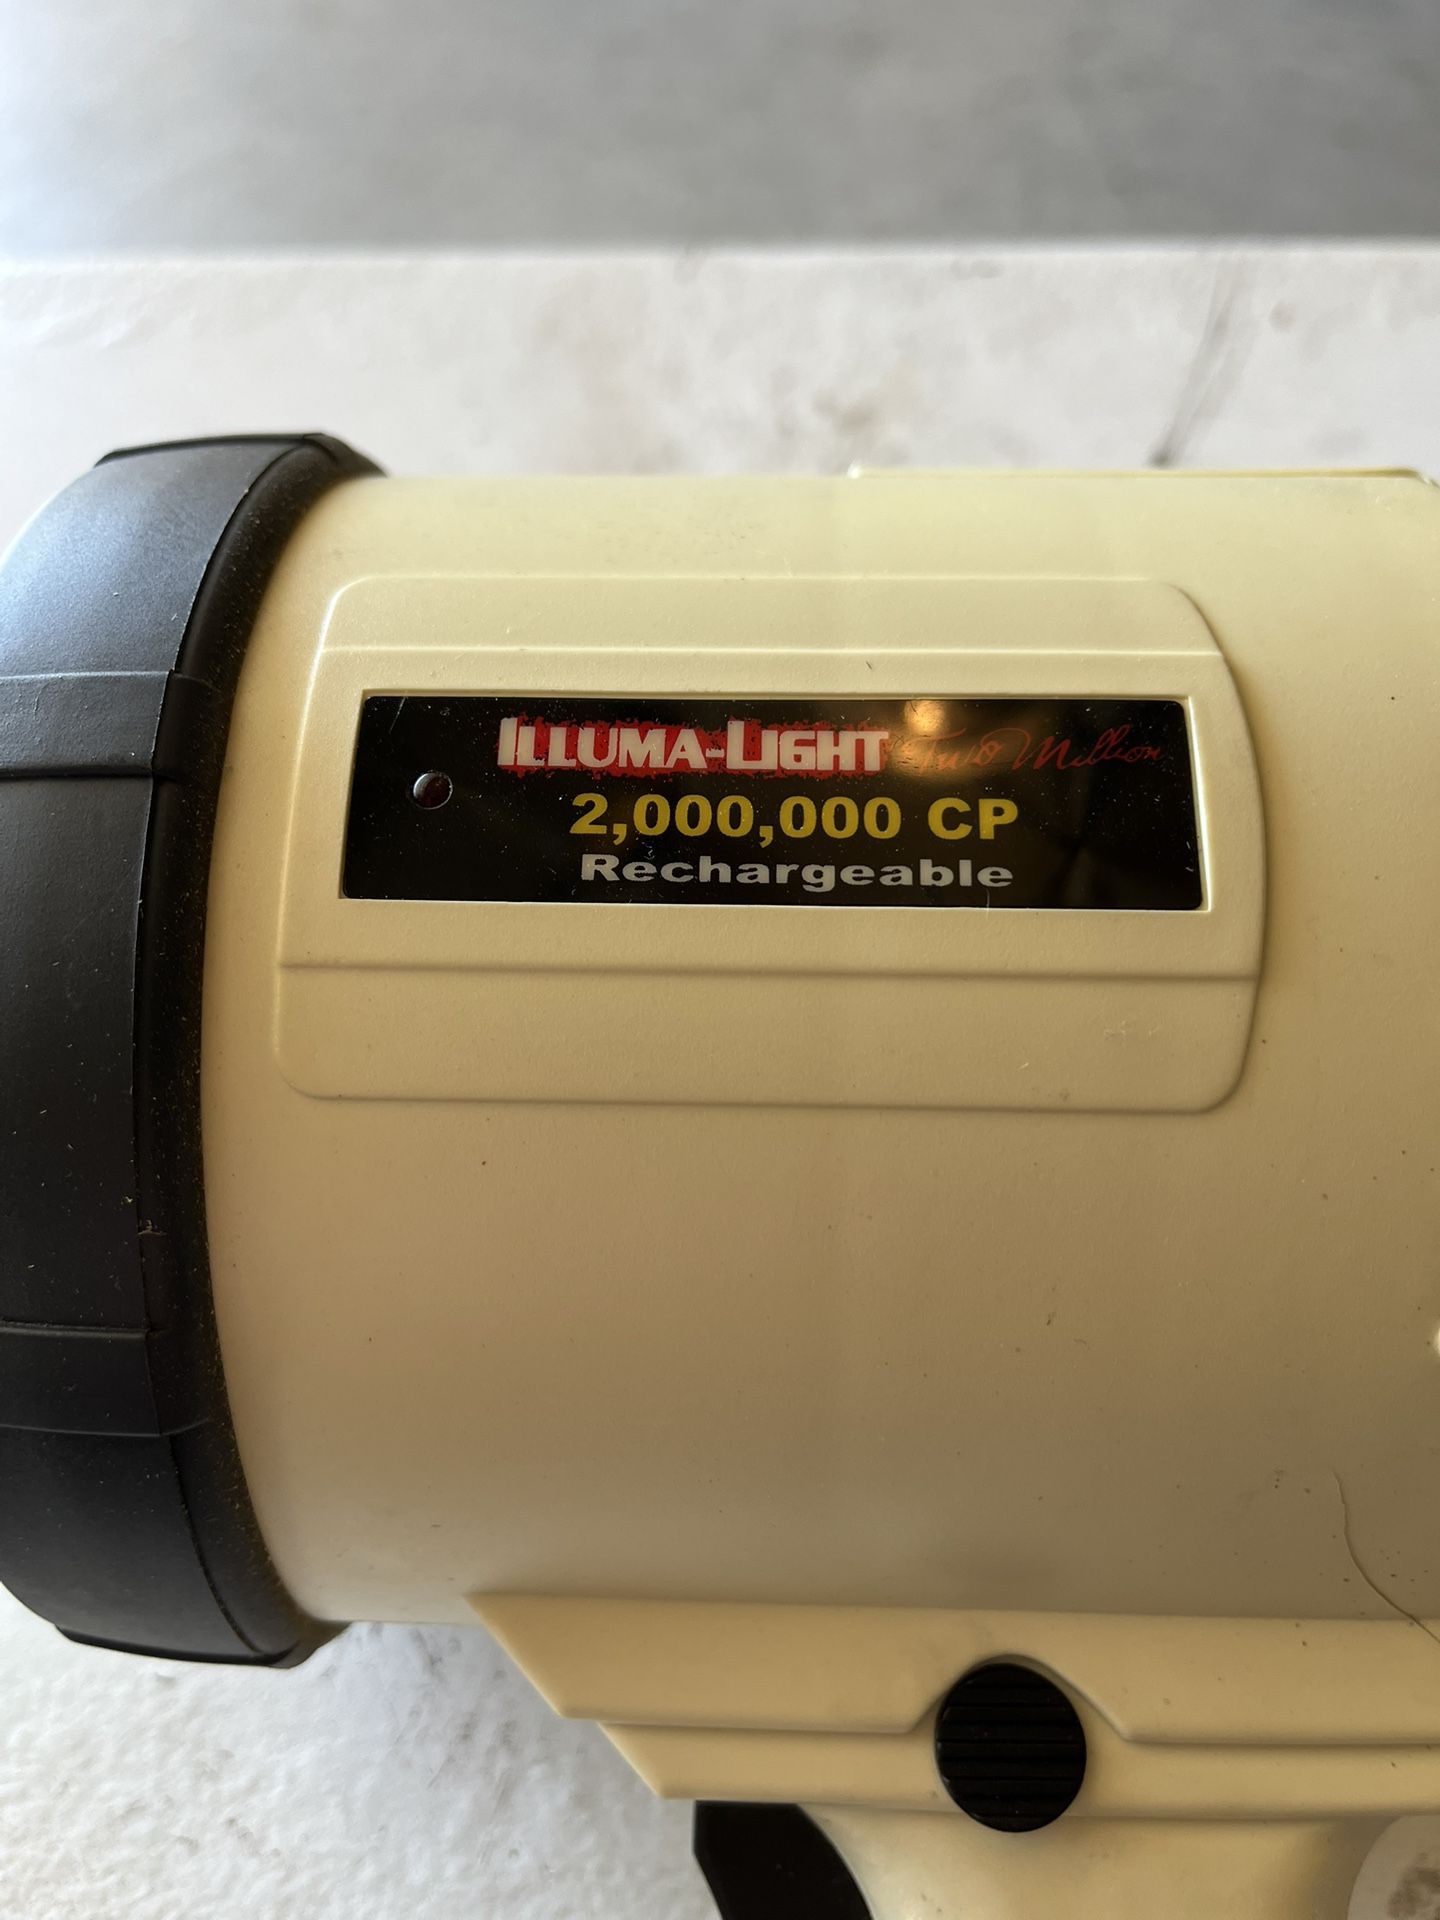 ILLUMA-LIGHT Two Million
2,000,000 CP
Rechargeable